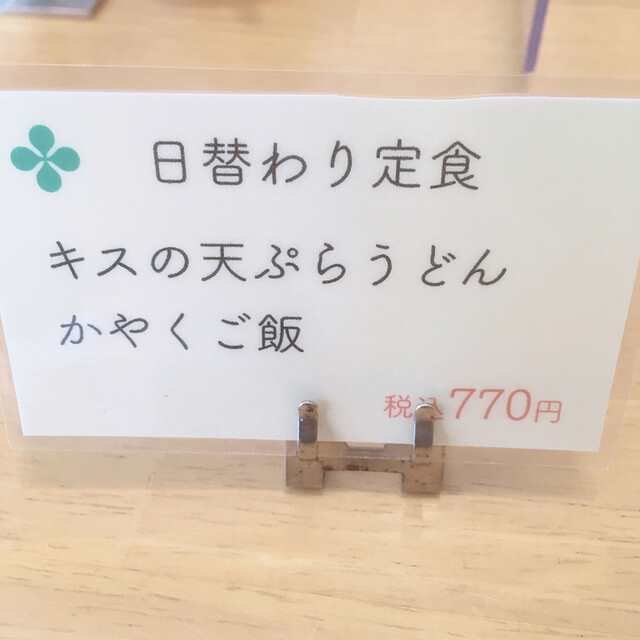 日替わり定食
キスの天ぷらうどん
かやくご飯
税込770円